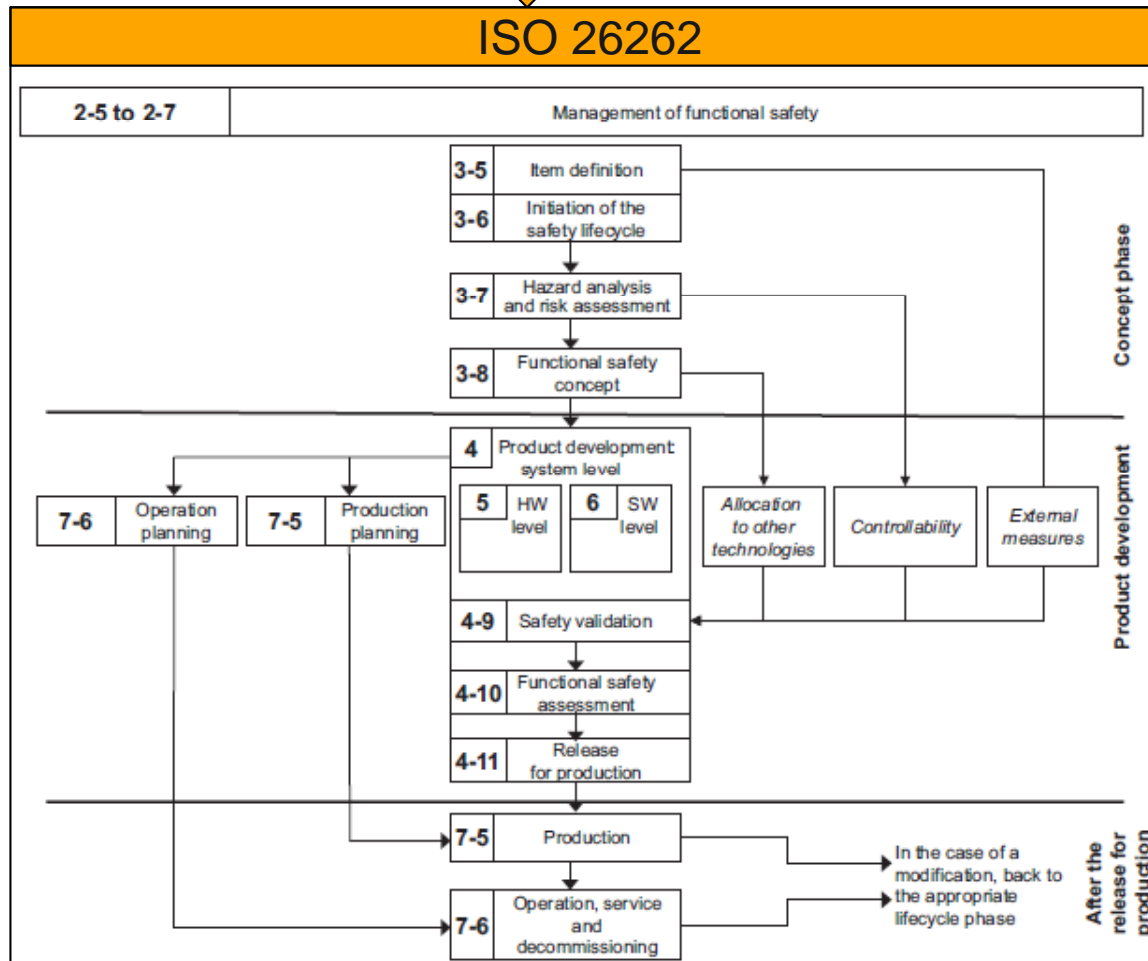 ISO 26262
2-5 to 2-7
Management of functional safety
3-5
Item definition
3-6
Initiation of the
safety lifecycle
3-7
Hazard analysis
and risk assessment
3-8
Functional safety
concept
Concept phase
4
Product development:
system level
5
HW
level
6
SW
level
7-6
Operation
planning
7-5
Production
planning
Allocation
to other
technologies
Controllability
External
measures
4-9
Safety validation
4-10
Functional safety
assessment
4-11
Release
for production
Product development
7-5
Production
7-6
Operation, service
and
decommissioning
In the case of a
modification, back to
the appropriate
lifecycle phase
After the
release for
production